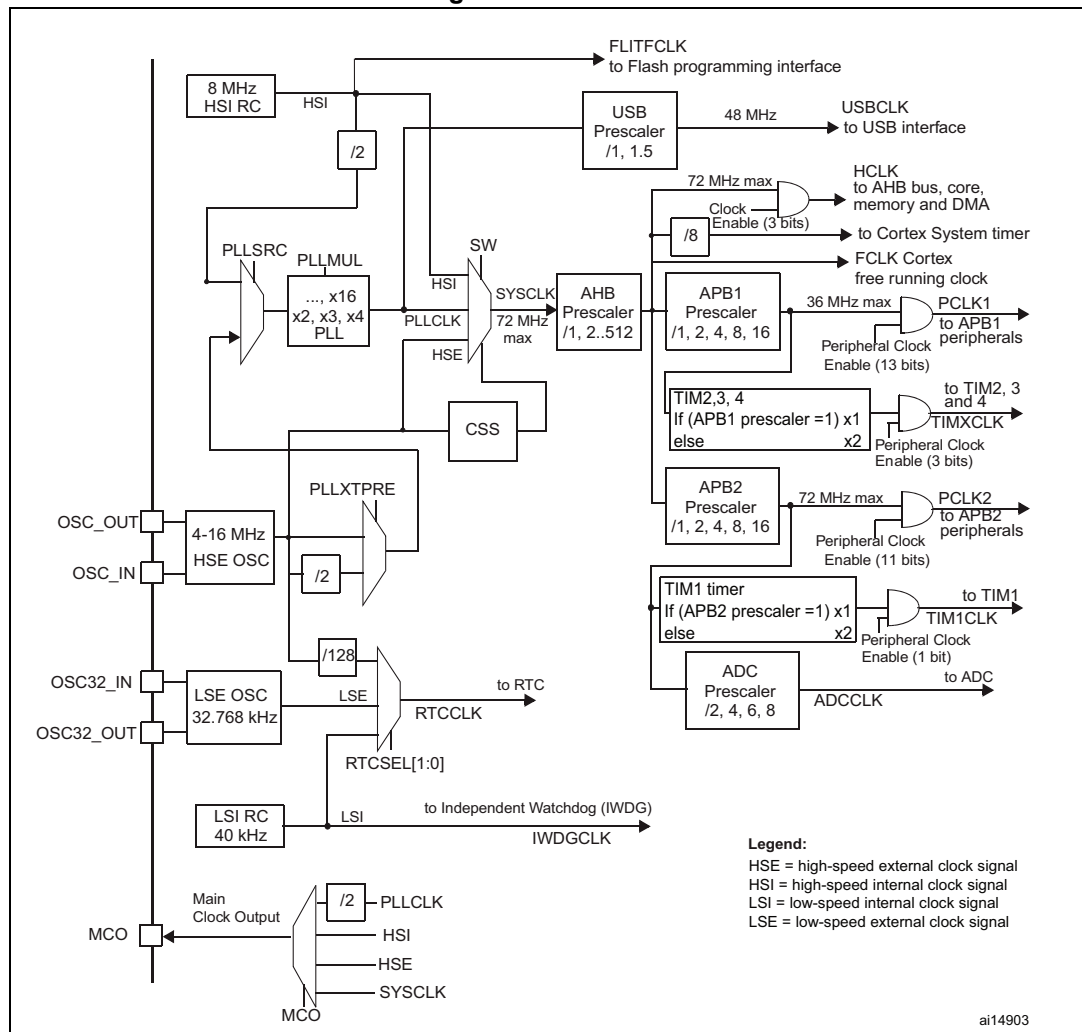 FLITFCLK
to Flash programming interface
8 MHz
HSI RC
HSI
/2
USB
Prescaler
/1, 1.5
48 MHz
USBCLK
to USB interface
72 MHz max
Clock
Enable (3 bits)
HCLK
to AHB bus, core,
memory and DMA
/8
to Cortex System timer
FCLK Cortex
free running clock
PLLSRC
PLLMUL
..., x16
x2, x3, x4
PLL
SW
HSI
PLLCLK
HSE
SYSCLK
72 MHz
max
AHB
Prescaler
/1, 2..512
APB1
Prescaler
/1, 2, 4, 8, 16
36 MHz max
PCLK1
to APB1
peripherals
Peripheral Clock
Enable (13 bits)
TIM2,3, 4
If (APB1 prescaler =1) x1
else x2
to TIM2, 3
and 4
TIMXCLK
Peripheral Clock
Enable (3 bits)
CSS
PLLXTPRE
OSC_OUT
OSC_IN
4-16 MHz
HSE OSC
/2
APB2
Prescaler
/1, 2, 4, 8, 16
72 MHz max
PCLK2
to APB2
peripherals
Peripheral Clock
Enable (11 bits)
TIM1 timer
If (APB2 prescaler =1) x1
else x2
to TIM1
TIM1CLK
Peripheral Clock
Enable (1 bit)
ADC
Prescaler
/2, 4, 6, 8
to ADC
ADCCLK
/128
OSC32_IN
OSC32_OUT
LSE OSC
32.768 kHz
LSE
to RTC
RTCCLK
RTCSEL[1:0]
LSI RC
40 kHz
LSI
to Independent Watchdog (IWDG)
IWDGCLK
Legend:
HSE = high-speed external clock signal
HSI = high-speed internal clock signal
LSI = low-speed internal clock signal
LSE = low-speed external clock signal
Main
Clock Output
MCO
/2
PLLCLK
HSI
HSE
SYSCLK
MCO
ai14903